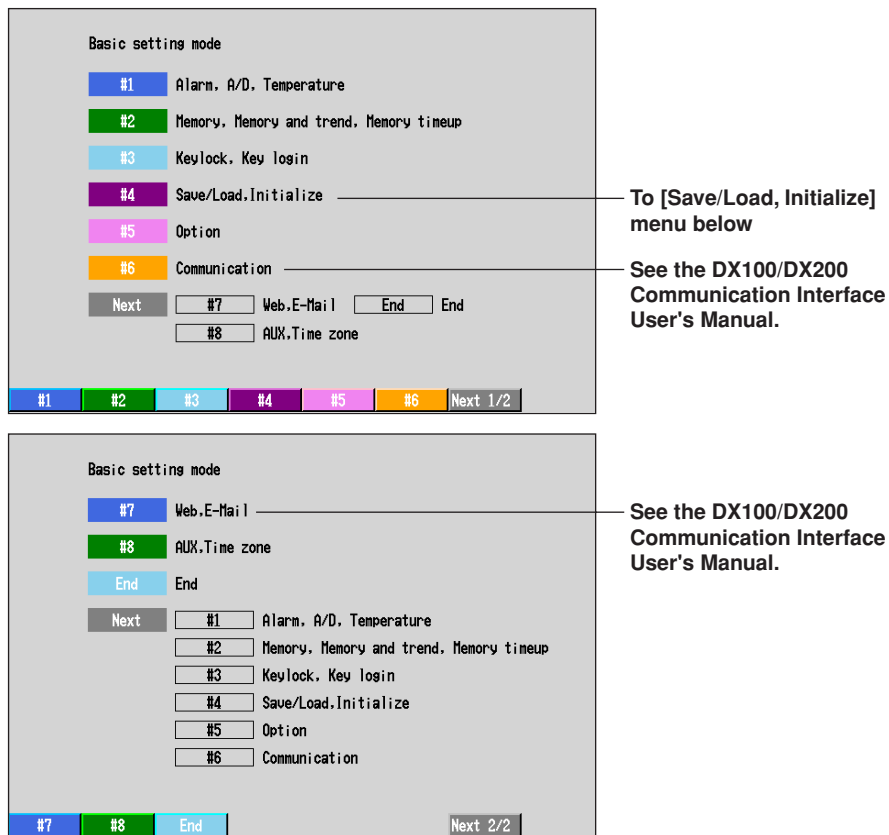 Basic setting mode
#1 Alarm, A/D, Temperature
#2 Memory, Memory and trend, Memory timeup
#3 Keylock, Key login
#4 Save/Load,Initialize
To [Save/Load, Initialize]
menu below
#5 Option
#6 Communication
See the DX100/DX200
Communication Interface
User's Manual.
Next #7 Web,E-Mail End End
#8 AUX,Time zone
#1 #2 #3 #4 #5 #6 Next 1/2
Basic setting mode
#7 Web,E-Mail
See the DX100/DX200
Communication Interface
User's Manual.
#8 AUX,Time zone
End End
Next #1 Alarm, A/D, Temperature
#2 Memory, Memory and trend, Memory timeup
#3 Keylock, Key login
#4 Save/Load,Initialize
#5 Option
#6 Communication
#7 #8 End Next 2/2